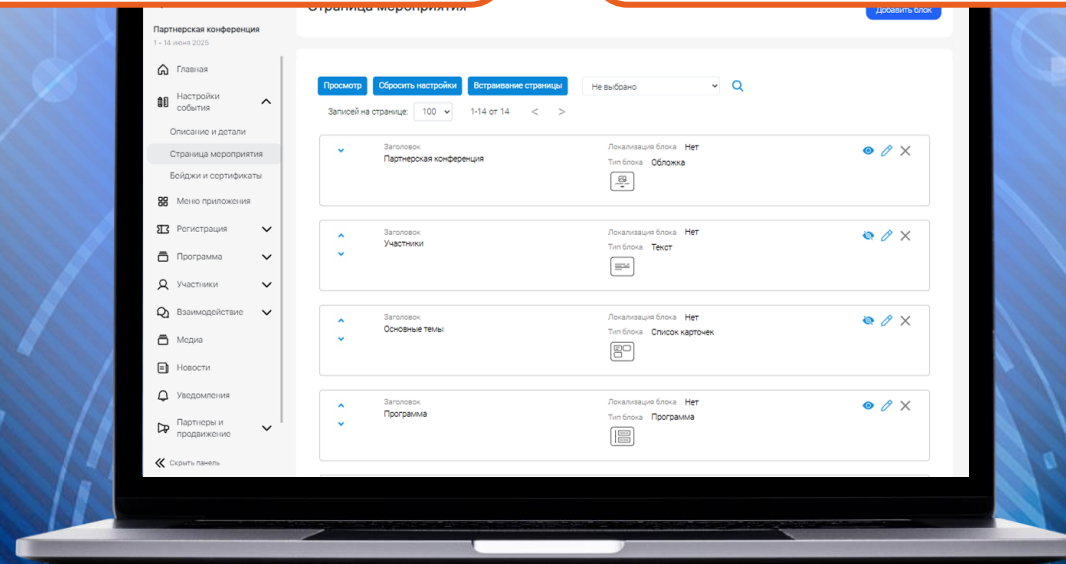 Страница мероприятия
Добавить блок
Партнерская конференция
1 – 14 июня 2025
Главная
Настройки
события
Описание и детали
Страница мероприятия
Бейджи и сертификаты
Меню приложения
Регистрация
Программа
Участники
Взаимодействие
Медиа
Новости
Уведомления
Партнеры и
продвижение
Скрыть панель
Просмотр
Сбросить настройки
Встраивание страницы
Не выбрано
Записей на странице: 100 1-14 от 14 < >
Заголовок
Партнерская конференция
Локализация блока Нет
Тип блока Обложка
Заголовок
Участники
Локализация блока Нет
Тип блока Текст
Заголовок
Основные темы
Локализация блока Нет
Тип блока Список карточек
Заголовок
Программа
Локализация блока Нет
Тип блока Программа